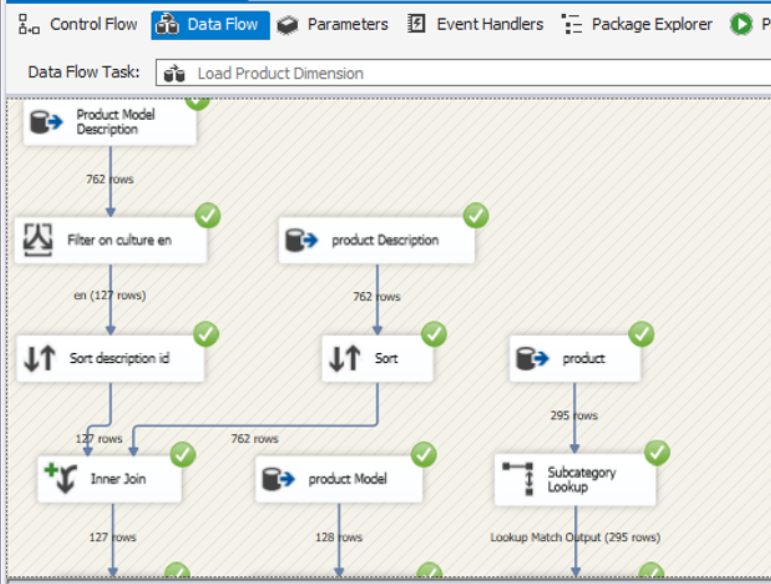 Control Flow Data Flow Parameters Event Handlers Package Explorer
Data Flow Task: Load Product Dimension
Product Model
Description
762 rows
Filter on culture en
product Description
en (127 rows)
762 rows
Sort description id
Sort
product
295 rows
127 rows
762 rows
Inner Join
product Model
Subcategory
Lookup
127 rows
128 rows
Lookup Match Output (295 rows)